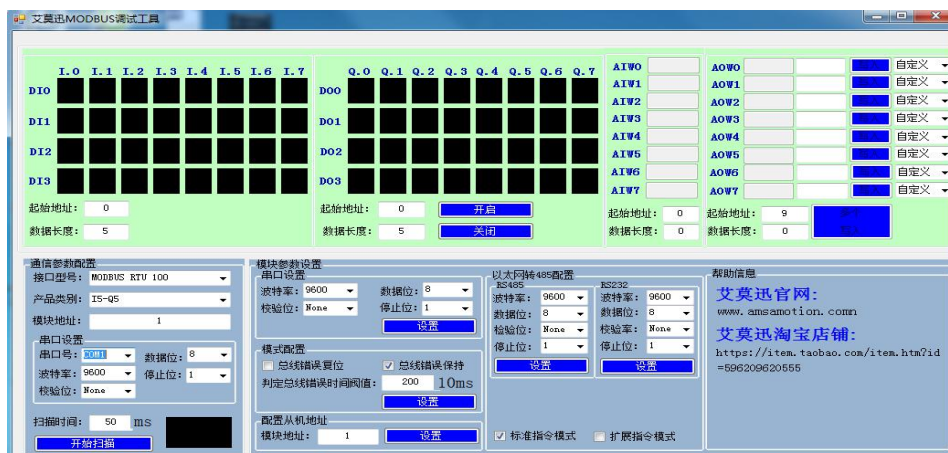 艾莫迅MODBUS调试工具
I.0 I.1 I.2 I.3 I.4 I.5 I.6 I.7
DI0
DI1
DI2
DI3
起始地址: 0
数据长度: 5
Q.0 Q.1 Q.2 Q.3 Q.4 Q.5 Q.6 Q.7
DO0
DO1
DO2
DO3
起始地址: 0 开启
数据长度: 5 关闭
AIW0
AIW1
AIW2
AIW3
AIW4
AIW5
AIW6
AIW7
起始地址: 0
数据长度: 0
AOW0 自定义
AOW1 自定义
AOW2 自定义
AOW3 自定义
AOW4 自定义
AOW5 自定义
AOW6 自定义
AOW7 自定义
起始地址: 9
数据长度: 0
通信参数配置
接口型号: MODBUS RTU 100
产品类别: I5-Q5
模块地址: 1
串口设置
串口号: COM1 数据位: 8
波特率: 9600 停止位: 1
校验位: None
扫描时间: 50 ms
开始扫描
模块参数设置
串口设置
波特率: 9600 数据位: 8
校验位: None 停止位: 1
设置
模式配置
总线错误复位 总线错误保持
判定总线错误时间阀值: 200 10ms
设置
配置从机地址
模块地址: 1 设置
以太网转485配置
RS485
波特率: 9600
数据位: 8
检验位: None
停止位: 1
设置
RS232
波特率: 9600
数据位: 8
校验率: None
停止位: 1
设置
标准指令模式 扩展指令模式
帮助信息
艾莫迅官网:
www.amsamotion.comn
艾莫迅淘宝店铺:
https://item.taobao.com/item.htm?id
=596209620555